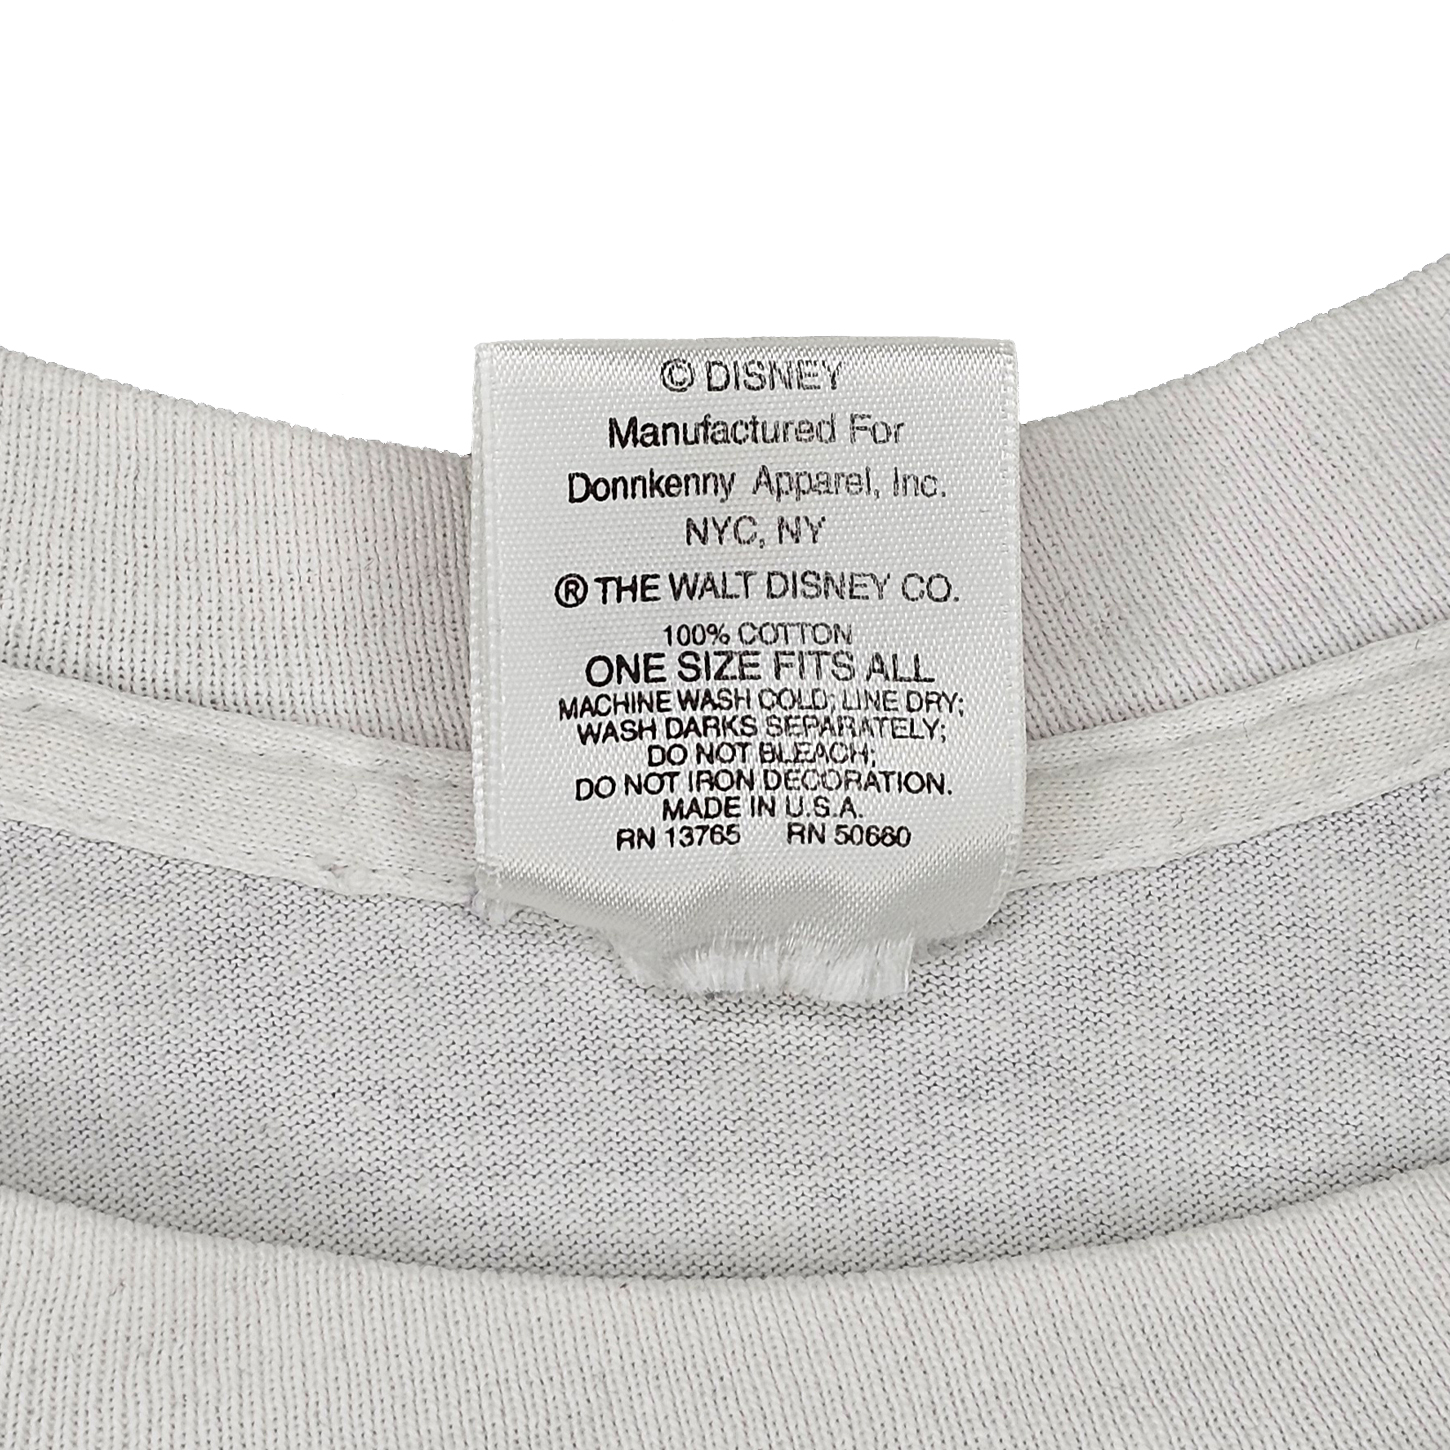 © DISNEY
Manufactured For
Donnkenny Apparel, Inc.
NYC, NY
® THE WALT DISNEY CO.
100% COTTON
ONE SIZE FITS ALL
MACHINE WASH COLD; LINE DRY;
WASH DARKS SEPARATELY;
DO NOT BLEACH;
DO NOT IRON DECORATION.
MADE IN U.S.A.
RN 13765 RN 50660